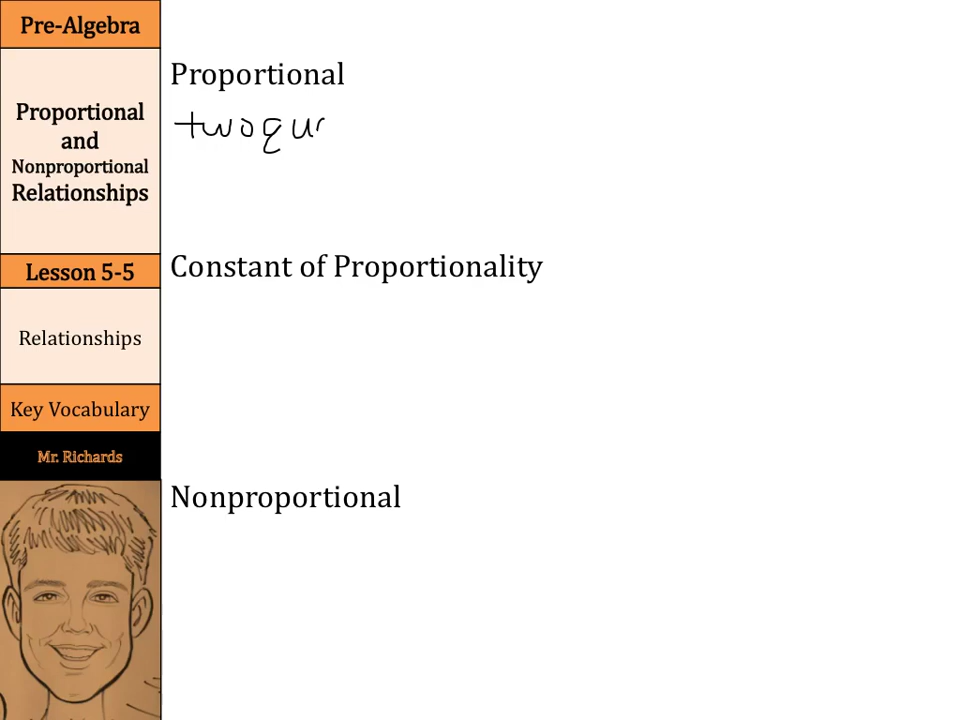 Pre-Algebra
Proportional
and
Nonproportional
Relationships
Lesson 5-5
Relationships
Key Vocabulary
Mr. Richards
Proportional
two qu
Constant of Proportionality
Nonproportional